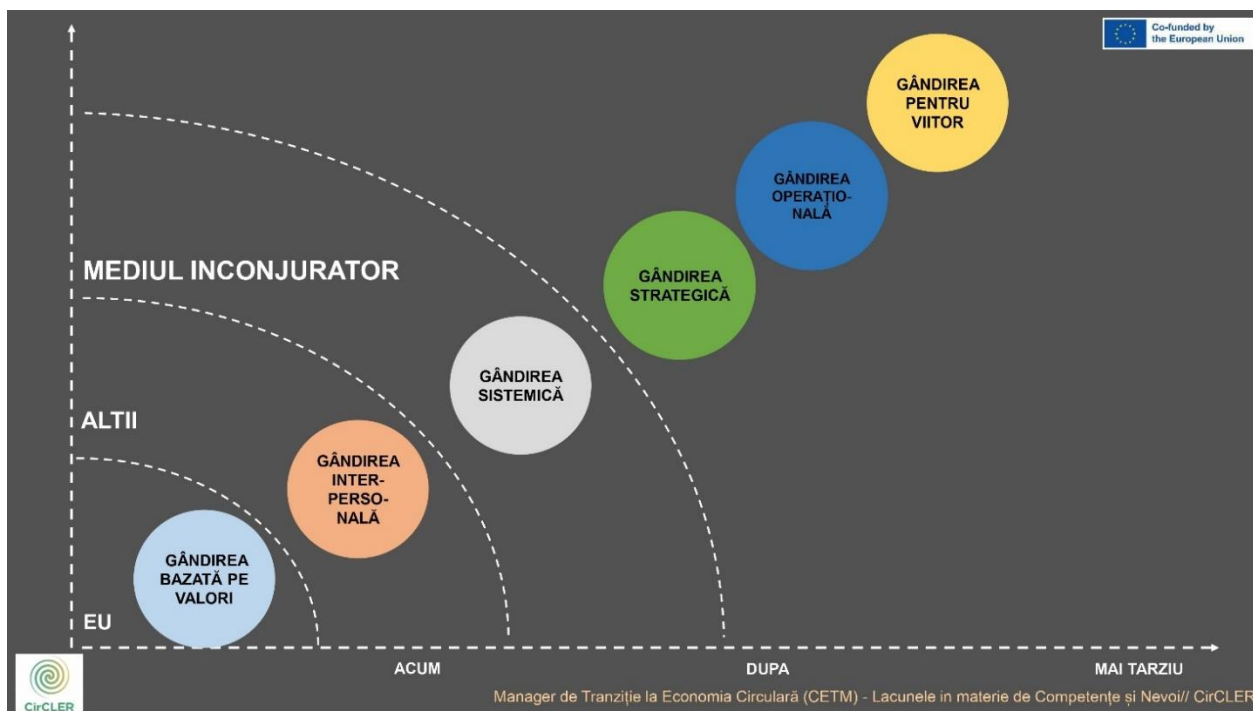 Co-funded by
the European Union
GÂNDIREA
PENTRU
VIITOR
GÂNDIREA
OPERAȚIO-
NALĂ
MEDIUL INCONJURATOR
GÂNDIREA
STRATEGICĂ
GÂNDIREA
SISTEMICĂ
ALTII
GÂNDIREA
INTER-
PERSO-
NALĂ
GÂNDIREA
BAZATĂ PE
VALORI
EU
ACUM
DUPA
MAI TARZIU
CirCLER
Manager de Tranziție la Economia Circulară (CETM) - Lacunele in materie de Competențe și Nevoi// CirCLER